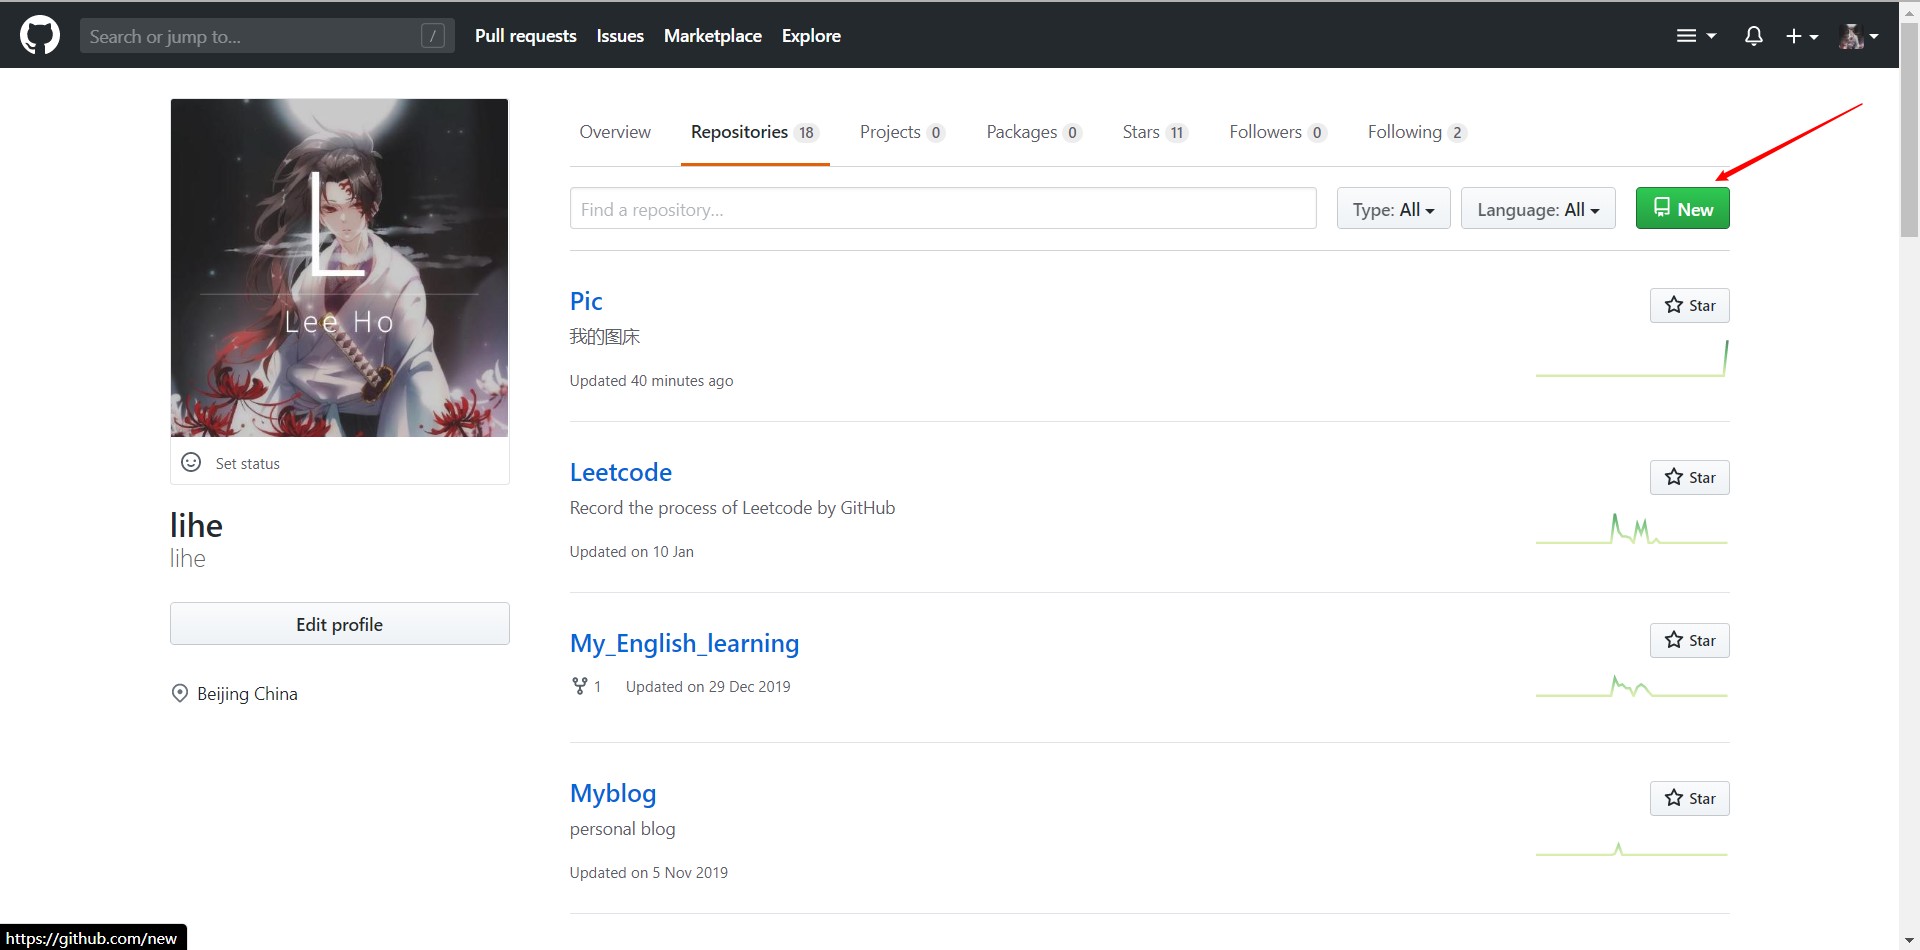 Search or jump to... /
Pull requests Issues Marketplace Explore
Overview Repositories 18 Projects 0 Packages 0 Stars 11 Followers 0 Following 2
Find a repository... Type: All Language: All New
L
Lee Ho
Set status
lihe
lihe
Edit profile
Beijing China
Pic
Star
我的图床
Updated 40 minutes ago
Leetcode
Star
Record the process of Leetcode by GitHub
Updated on 10 Jan
My_English_learning
Star
1 Updated on 29 Dec 2019
Myblog
Star
personal blog
Updated on 5 Nov 2019
https://github.com/new